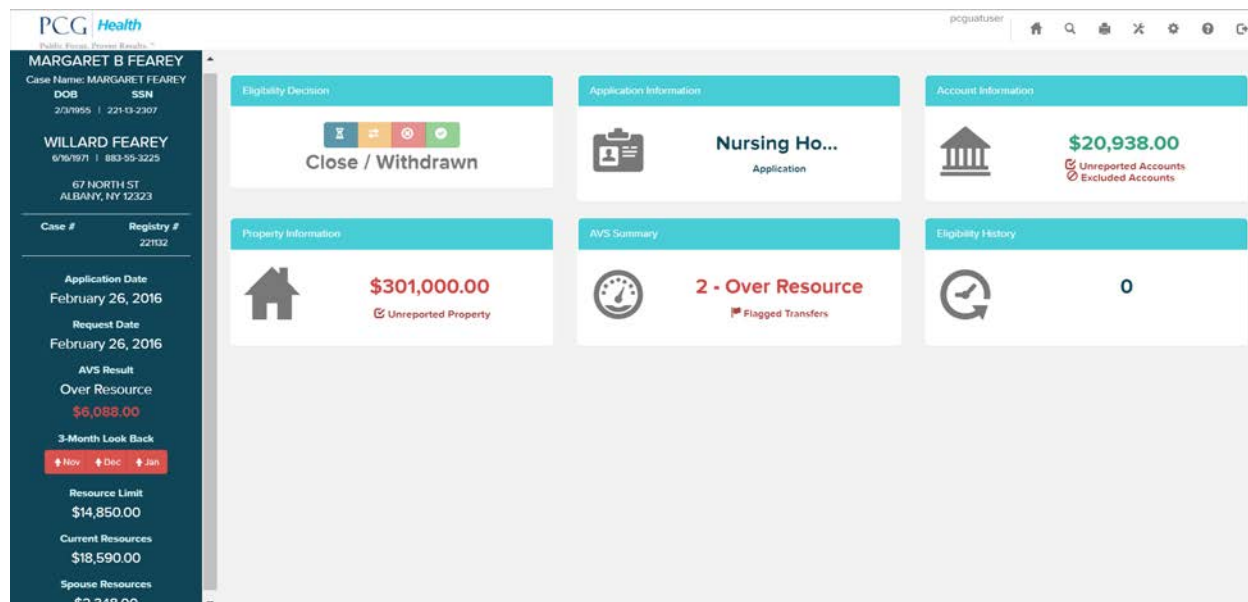 PCG Health
Public Focus. Proven Results.™
pcguatuser
MARGARET B FEAREY
Case Name: MARGARET FEAREY
DOB SSN
2/3/1955 | 221-13-2307
WILLARD FEAREY
6/16/1971 | 883-55-3225
67 NORTH ST
ALBANY, NY 12323
Case # Registry #
221132
Application Date
February 26, 2016
Request Date
February 26, 2016
AVS Result
Over Resource
$6,088.00
3-Month Look Back
Nov Dec Jan
Resource Limit
$14,850.00
Current Resources
$18,590.00
Spouse Resources
$2,348.00
Eligibility Decision
Close / Withdrawn
Application Information
Nursing Ho...
Application
Account Information
$20,938.00
Unreported Accounts
Excluded Accounts
Property Information
$301,000.00
Unreported Property
AVS Summary
2 - Over Resource
Flagged Transfers
Eligibility History
0